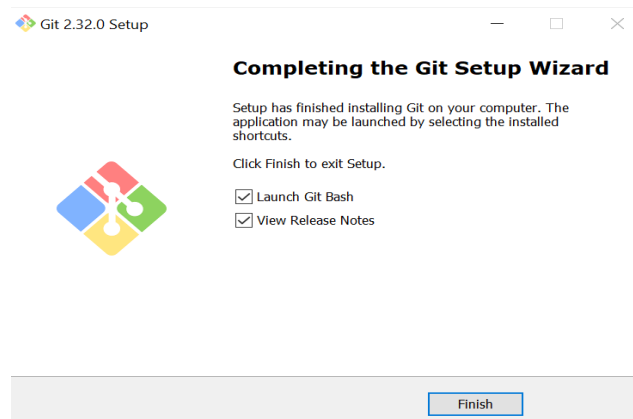 Git 2.32.0 Setup
Completing the Git Setup Wizard
Setup has finished installing Git on your computer. The
application may be launched by selecting the installed
shortcuts.
Click Finish to exit Setup.
Launch Git Bash
View Release Notes
Finish